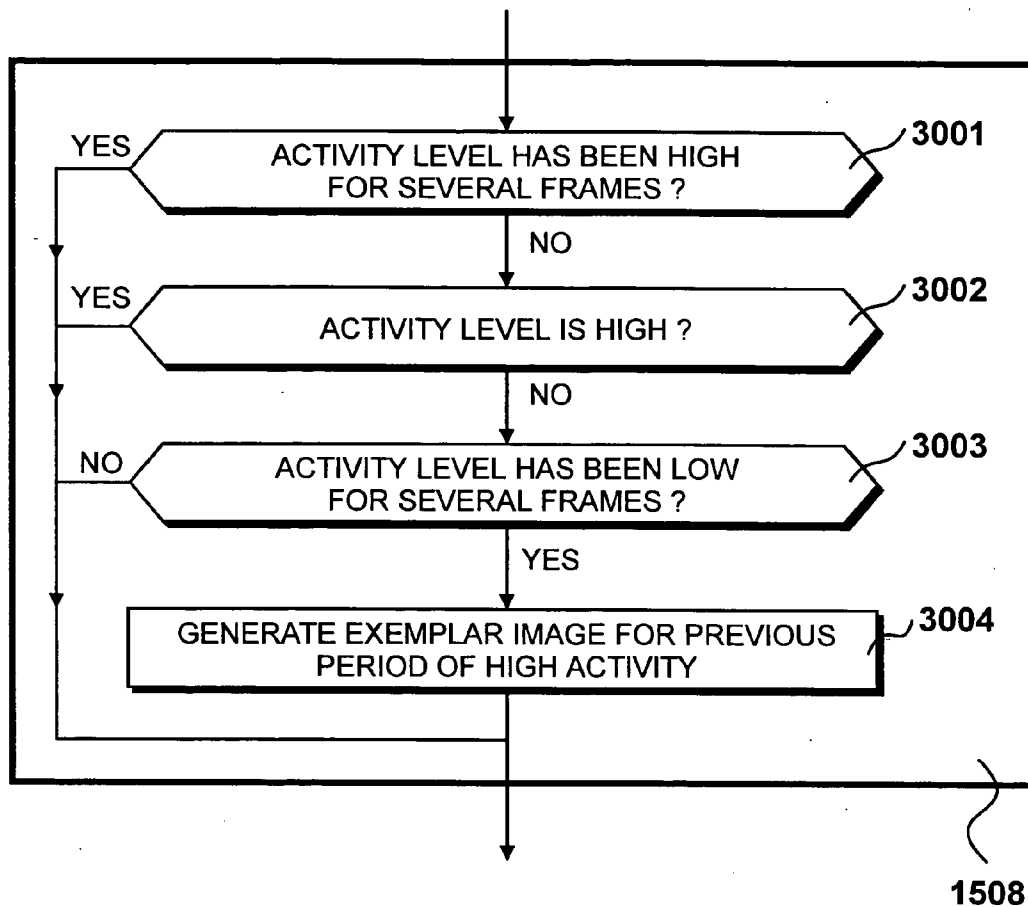 YES
ACTIVITY LEVEL HAS BEEN HIGH
FOR SEVERAL FRAMES ?
3001
NO
YES
ACTIVITY LEVEL IS HIGH ?
3002
NO
NO
ACTIVITY LEVEL HAS BEEN LOW
FOR SEVERAL FRAMES ?
3003
YES
GENERATE EXEMPLAR IMAGE FOR PREVIOUS
PERIOD OF HIGH ACTIVITY
3004
1508